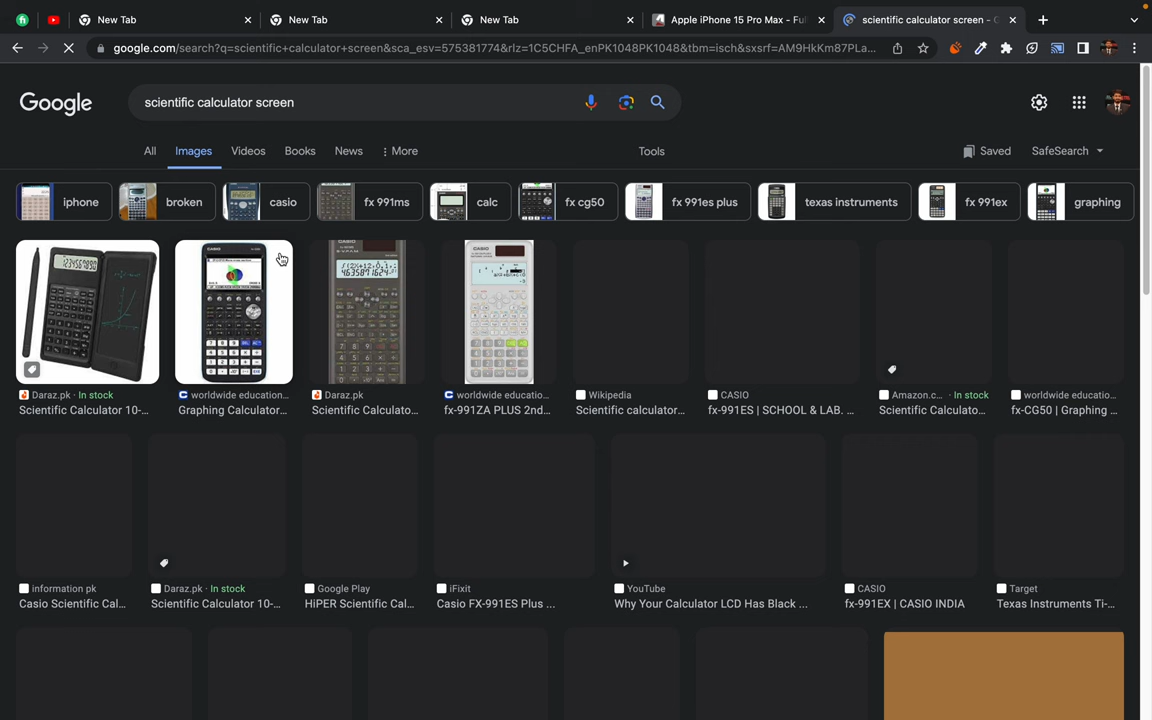 New Tab
New Tab
New Tab
Apple iPhone 15 Pro Max - Ful
scientific calculator screen - G
google.com/search?q=scientific+calculator+screen&sca_esv=575381774&rlz=1C5CHFA_enPK1048PK1048&tbm=isch&sxsrf=AM9HkKm87PLa...
Google
scientific calculator screen
All
Images
Videos
Books
News
More
Tools
Saved
SafeSearch
iphone
broken
casio
fx 991ms
calc
fx cg50
fx 991es plus
texas instruments
fx 991ex
graphing
Daraz.pk · In stock
Scientific Calculator 10-...
worldwide education...
Graphing Calculator...
Daraz.pk
Scientific Calculato...
worldwide educatio...
fx-991ZA PLUS 2nd...
Wikipedia
Scientific calculator...
CASIO
fx-991ES | SCHOOL & LAB. ...
Amazon.c... · In stock
Scientific Calculato...
worldwide educatio...
fx-CG50 | Graphing ...
information pk
Casio Scientific Cal...
Daraz.pk · In stock
Scientific Calculator 10-...
Google Play
HiPER Scientific Cal...
iFixit
Casio FX-991ES Plus ...
YouTube
Why Your Calculator LCD Has Black ...
CASIO
fx-991EX | CASIO INDIA
Target
Texas Instruments Ti-...